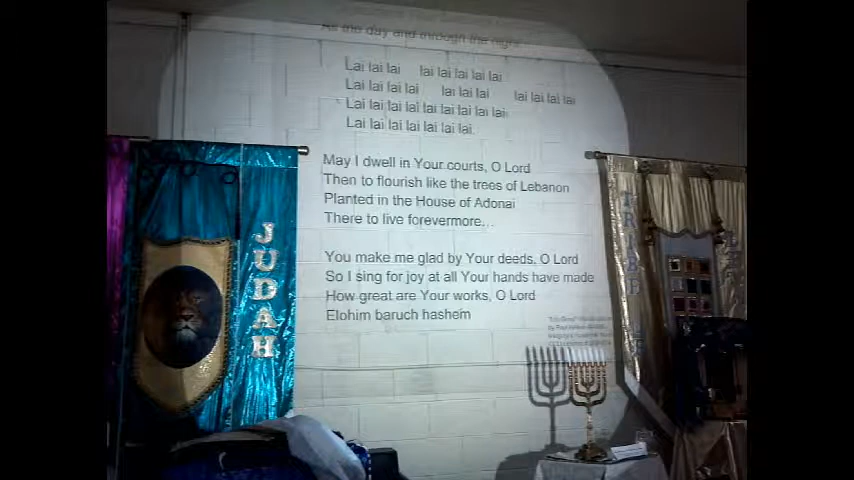 All the day and through the night
Lai lai lai lai lai lai lai lai
Lai lai lai lai lai lai lai lai lai lai lai
Lai lai lai lai lai lai lai lai lai
Lai lai lai lai lai lai lai.
May I dwell in Your courts, O Lord
Then to flourish like the trees of Lebanon
Planted in the House of Adonai
There to live forevermore…
You make me glad by Your deeds, O Lord
So I sing for joy at all Your hands have made
How great are Your works, O Lord
Elohim baruch hashem
JUDAH
TRIBE